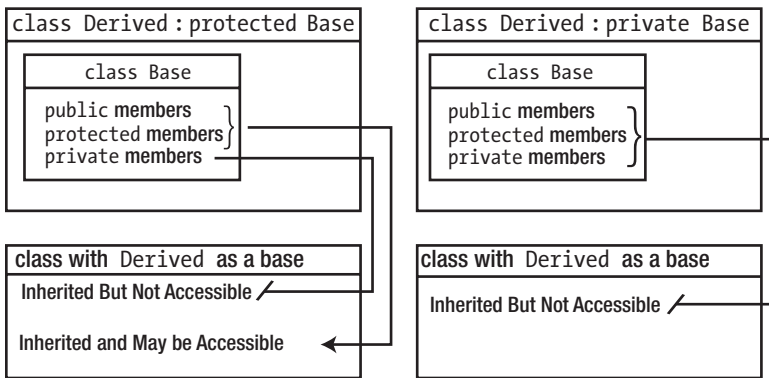 class Derived : protected Base
class Base
public members
protected members
private members
class with Derived as a base
Inherited But Not Accessible
Inherited and May be Accessible
class Derived : private Base
class Base
public members
protected members
private members
class with Derived as a base
Inherited But Not Accessible